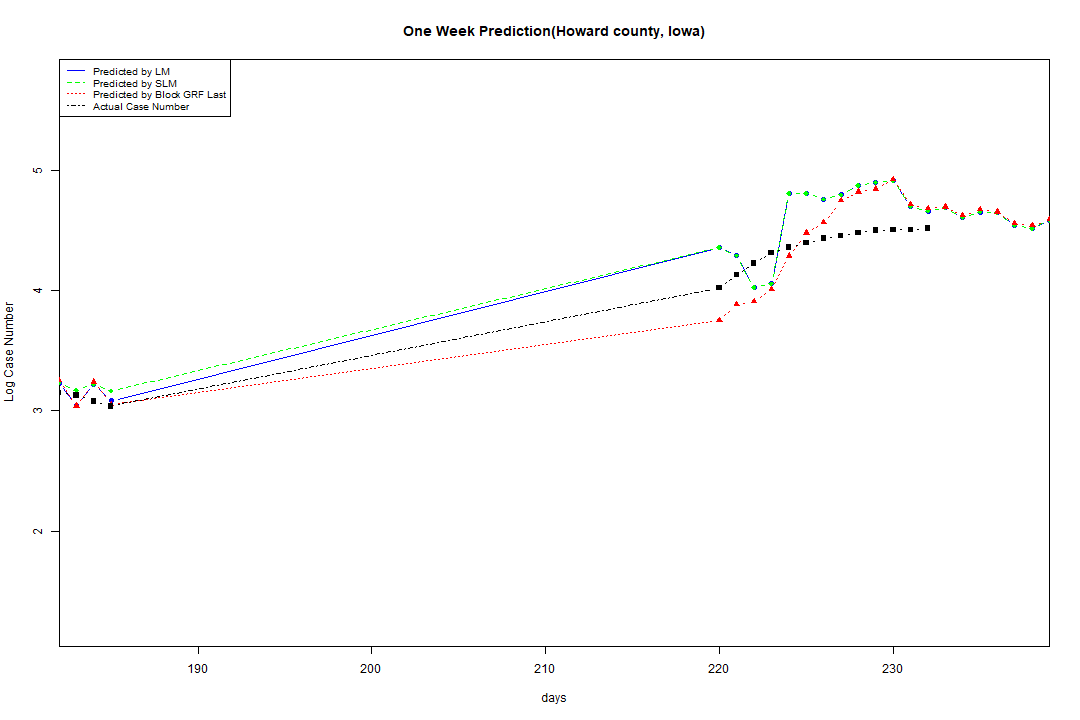 One Week Prediction(Howard county, Iowa)
Predicted by LM
Predicted by SLM
Predicted by Block GRF Last
Actual Case Number
5
4
3
2
Log Case Number
190 200 210 220 230
days